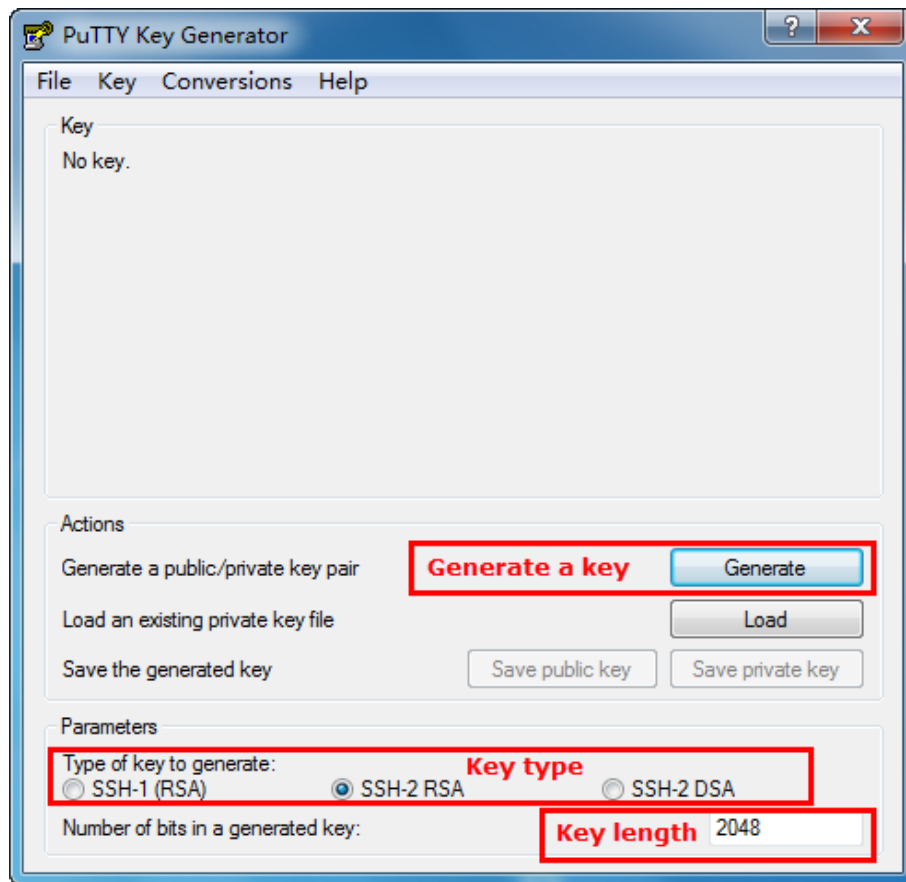 PuTTY Key Generator
?
X
File Key Conversions Help
Key
No key.
Actions
Generate a public/private key pair Generate a key Generate
Load an existing private key file Load
Save the generated key Save public key Save private key
Parameters
Type of key to generate: Key type
SSH-1 (RSA) SSH-2 RSA SSH-2 DSA
Number of bits in a generated key: Key length 2048